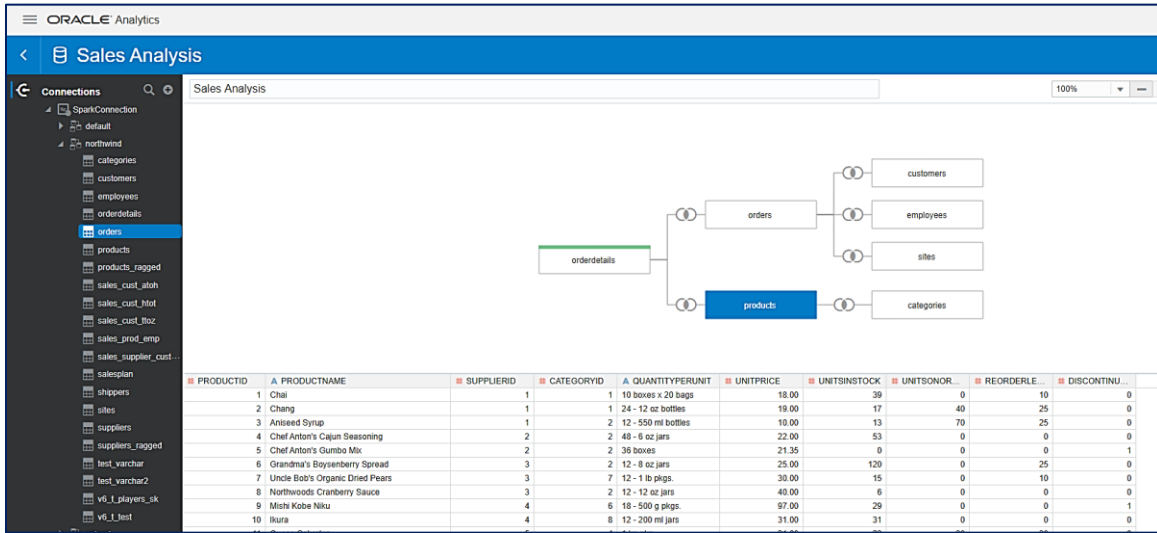 ORACLE Analytics
Sales Analysis
Connections
SparkConnection
default
northwind
categories
customers
employees
orderdetails
orders
products
products_ragged
sales_cust_atoh
sales_cust_htot
sales_cust_ttoz
sales_prod_emp
sales_supplier_cust...
salesplan
shippers
sites
suppliers
suppliers_ragged
test_varchar
test_varchar2
v6_t_players_sk
v6_t_test
Sales Analysis
100%
customers
orders
employees
orderdetails
sites
products
categories
# PRODUCTID A PRODUCTNAME # SUPPLIERID # CATEGORYID A QUANTITYPERUNIT # UNITPRICE # UNITSINSTOCK # UNITSONOR... # REORDERLE... # DISCONTINU...
1 Chai 1 1 10 boxes x 20 bags 18.00 39 0 10 0
2 Chang 1 1 24 - 12 oz bottles 19.00 17 40 25 0
3 Aniseed Syrup 1 2 12 - 550 ml bottles 10.00 13 70 25 0
4 Chef Anton's Cajun Seasoning 2 2 48 - 6 oz jars 22.00 53 0 0 0
5 Chef Anton's Gumbo Mix 2 2 36 boxes 21.35 0 0 0 1
6 Grandma's Boysenberry Spread 3 2 12 - 8 oz jars 25.00 120 0 25 0
7 Uncle Bob's Organic Dried Pears 3 7 12 - 1 lb pkgs. 30.00 15 0 10 0
8 Northwoods Cranberry Sauce 3 2 12 - 12 oz jars 40.00 6 0 0 0
9 Mishi Kobe Niku 4 6 18 - 500 g pkgs. 97.00 29 0 0 1
10 Ikura 4 8 12 - 200 ml jars 31.00 31 0 0 0